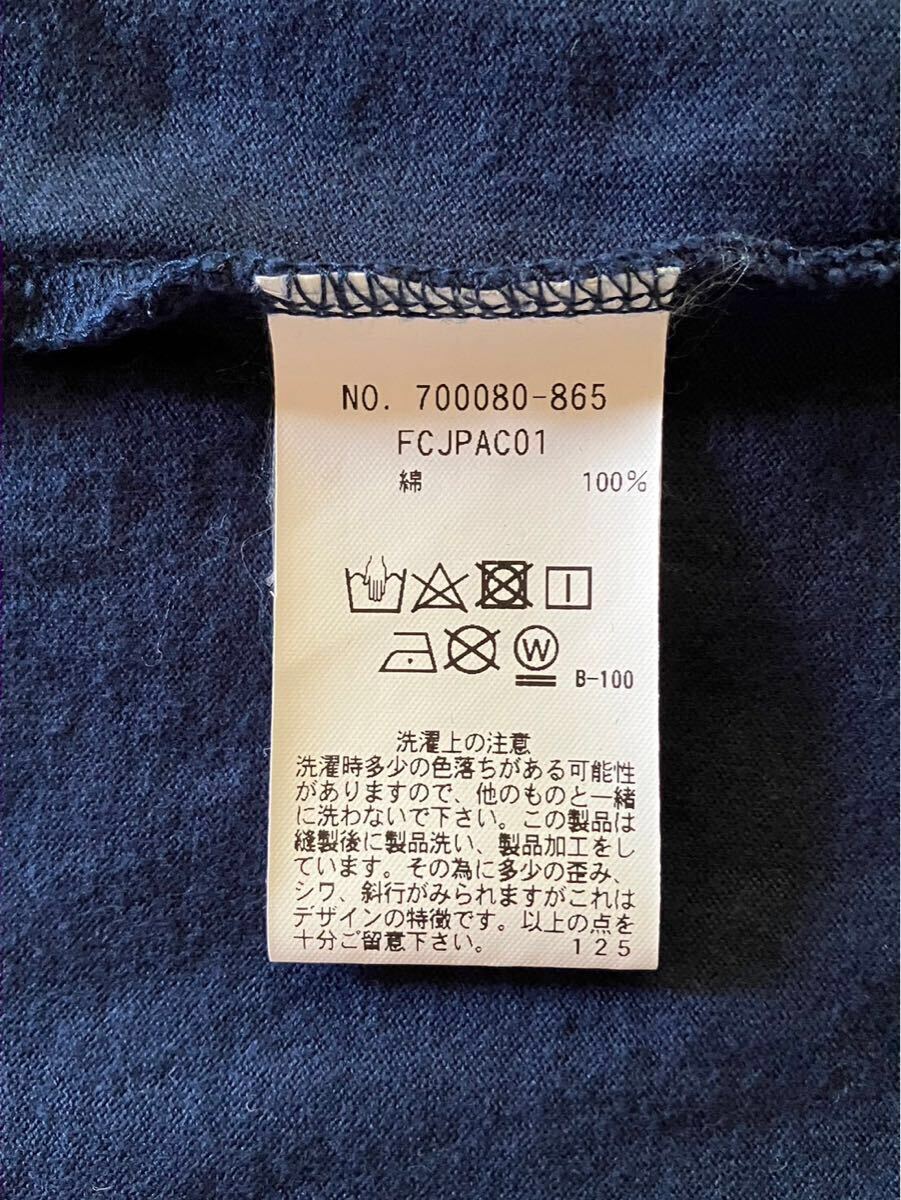 NO. 700080-865
FCJPAC01
綿 100%
W
B-100
洗濯上の注意
洗濯時多少の色落ちがある可能性
がありますので、他のものと一緒
に洗わないで下さい。この製品は
縫製後に製品洗い、製品加工をし
ています。その為に多少の歪み、
シワ、斜行がみられますがこれは
デザインの特徴です。以上の点を
十分ご留意下さい。 125